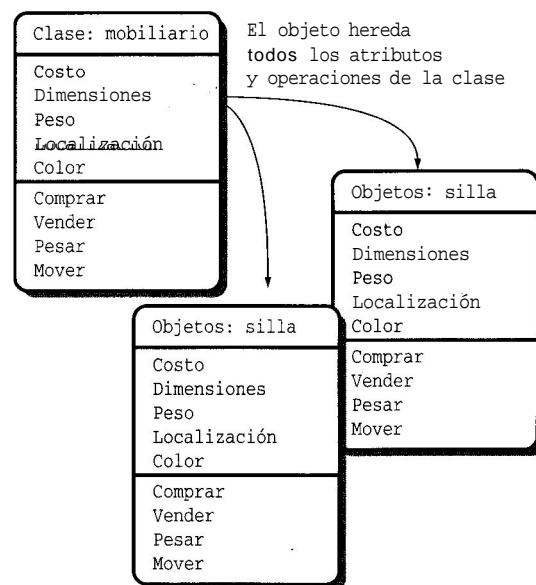 Clase: mobiliario
Costo
Dimensiones
Peso
Localización
Color
Comprar
Vender
Pesar
Mover
El objeto hereda
todos los atributos
y operaciones de la clase
Objetos: silla
Costo
Dimensiones
Peso
Localización
Color
Comprar
Vender
Pesar
Mover
Objetos: silla
Costo
Dimensiones
Peso
Localización
Color
Comprar
Vender
Pesar
Mover